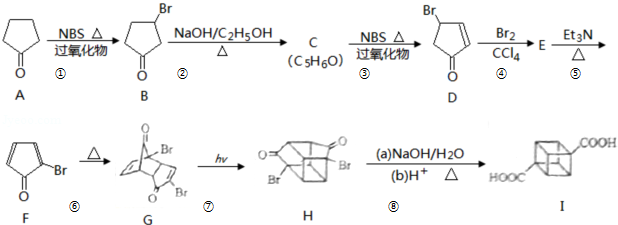 Br
Br
NBS △
NaOH/C₂H₅OH
C
NBS △
Br₂
E
Et₃N
过氧化物
△
(C₅H₆O)
过氧化物
CCl₄
△
O
O
O
A
①
B
②
③
D
④
⑤
O
Br
Br
△
hv
O
O
Br
Br
(a)NaOH/H₂O
(b)H⁺ △
COOH
HOOC
O
O
Br
F
⑥
G
⑦
H
⑧
I